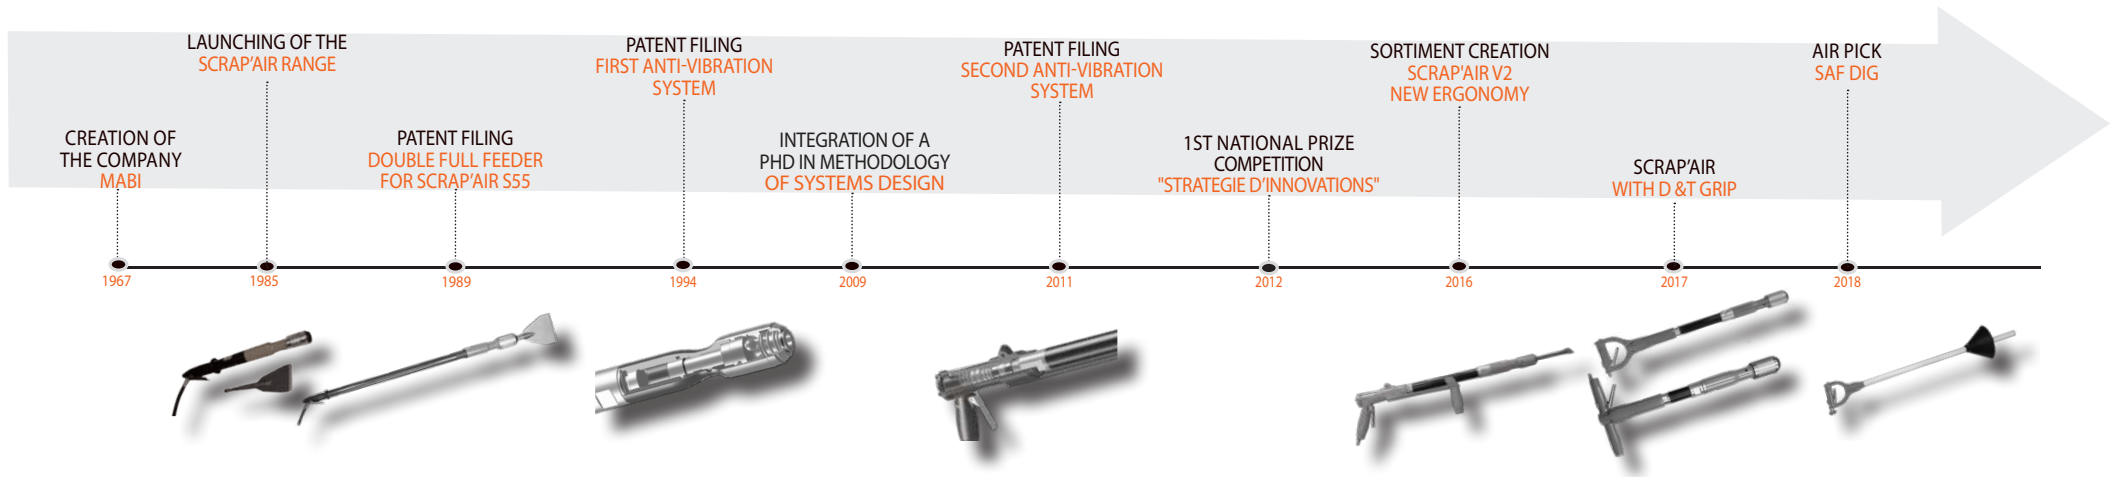 CREATION OF
THE COMPANY
MABI
1967
LAUNCHING OF THE
SCRAP'AIR RANGE
1985
PATENT FILING
DOUBLE FULL FEEDER
FOR SCRAP'AIR S55
1989
PATENT FILING
FIRST ANTI-VIBRATION
SYSTEM
1994
INTEGRATION OF A
PHD IN METHODOLOGY
OF SYSTEMS DESIGN
2009
PATENT FILING
SECOND ANTI-VIBRATION
SYSTEM
2011
1ST NATIONAL PRIZE
COMPETITION
"STRATEGIE D'INNOVATIONS"
2012
SORTIMENT CREATION
SCRAP'AIR V2
NEW ERGONOMY
2016
SCRAP'AIR
WITH D &T GRIP
2017
AIR PICK
SAF DIG
2018